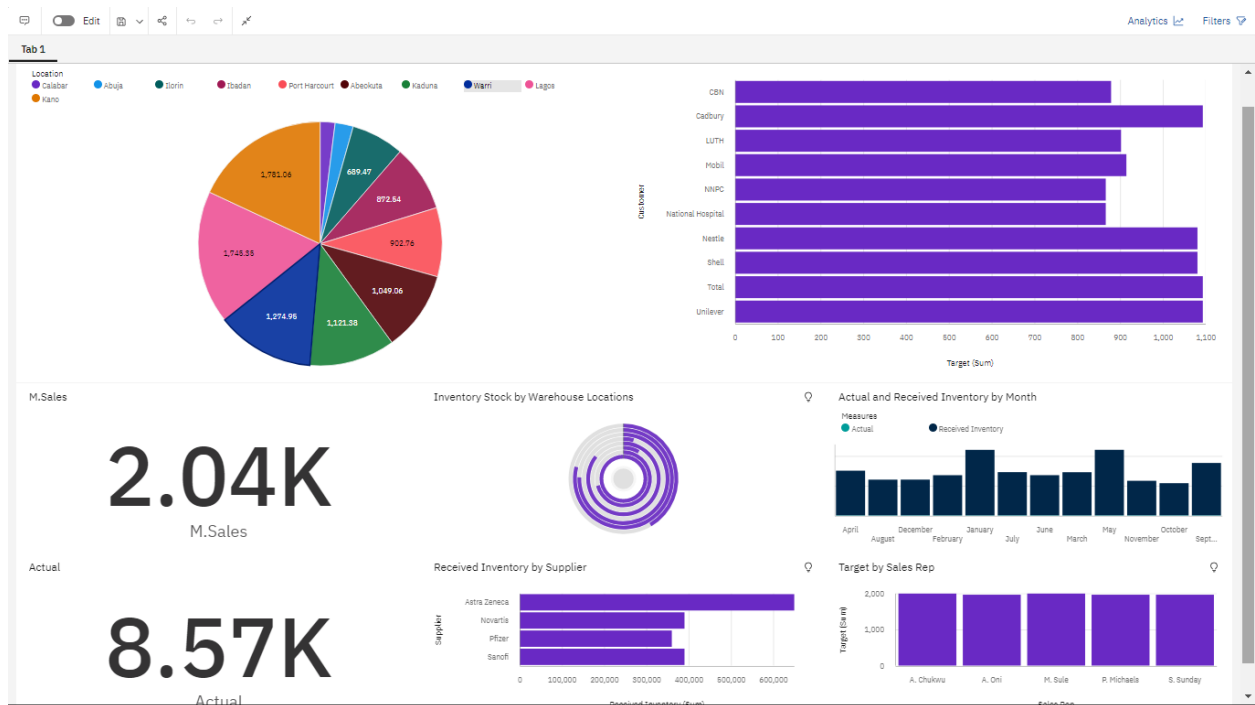 Edit
Analytics
Filters
Tab 1
Location
Calabar
Abuja
Ilorin
Ibadan
Port Harcourt
Abeokuta
Kaduna
Warri
Lagos
Kano
1,781.06
689.47
872.54
902.76
1,049.06
1,121.38
1,274.95
Customer
CBN
Cadbury
LUTH
Mobil
NNPC
National Hospital
Nestle
Shell
Total
Unilever
0 100 200 300 400 500 600 700 800 900 1,000 1,100
Target (Sum)
M.Sales
2.04K
M.Sales
Inventory Stock by Warehouse Locations
Actual and Received Inventory by Month
Measures
Actual
Received Inventory
April
August
December
February
January
July
June
March
May
November
October
Sept...
Actual
8.57K
Actual
Received Inventory by Supplier
Supplier
Astra Zeneca
Novartis
Pfizer
Sanofi
0 100,000 200,000 300,000 400,000 500,000 600,000
Received Inventory (Sum)
Target by Sales Rep
Target (Sum)
2,000
1,000
0
A. Chukwu
A. Oni
M. Sule
P. Michaels
S. Sunday
Sales Rep